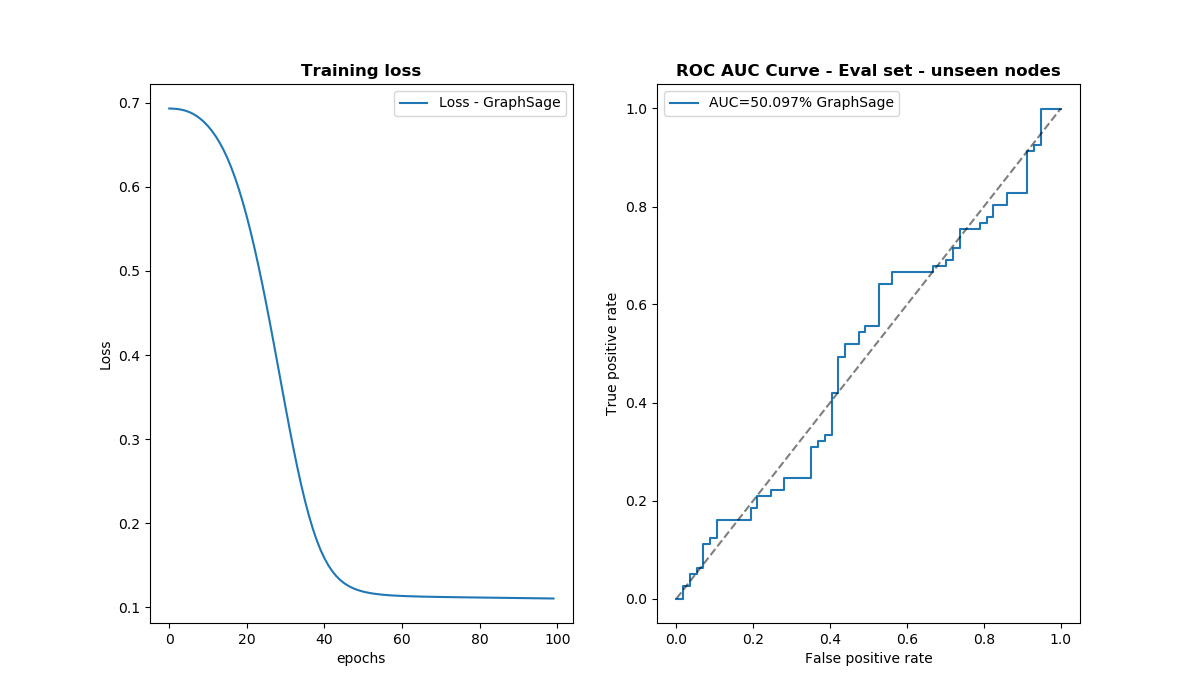 Training loss
Loss - GraphSage
0.7
0.6
0.5
0.4
0.3
0.2
0.1
Loss
0 20 40 60 80 100
epochs
ROC AUC Curve - Eval set - unseen nodes
AUC=50.097% GraphSage
1.0
0.8
0.6
0.4
0.2
0.0
True positive rate
0.0 0.2 0.4 0.6 0.8 1.0
False positive rate